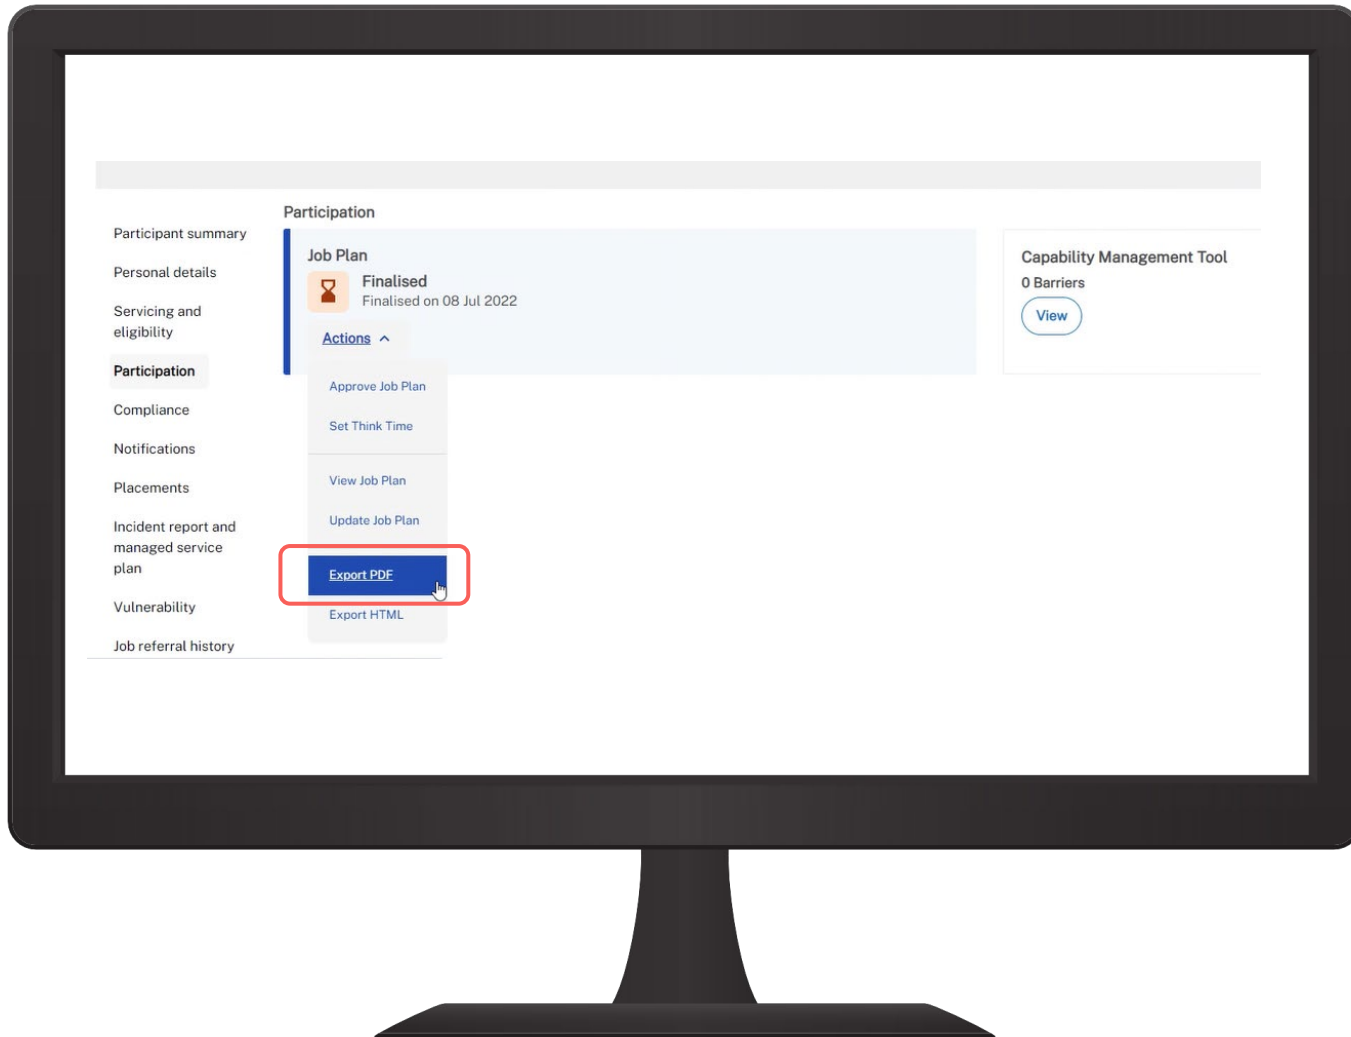 Participant summary
Personal details
Servicing and
eligibility
Participation
Compliance
Notifications
Placements
Incident report and
managed service
plan
Vulnerability
Job referral history
Participation
Job Plan
Finalised
Finalised on 08 Jul 2022
Actions
Approve Job Plan
Set Think Time
View Job Plan
Update Job Plan
Export PDF
Export HTML
Capability Management Tool
0 Barriers
View